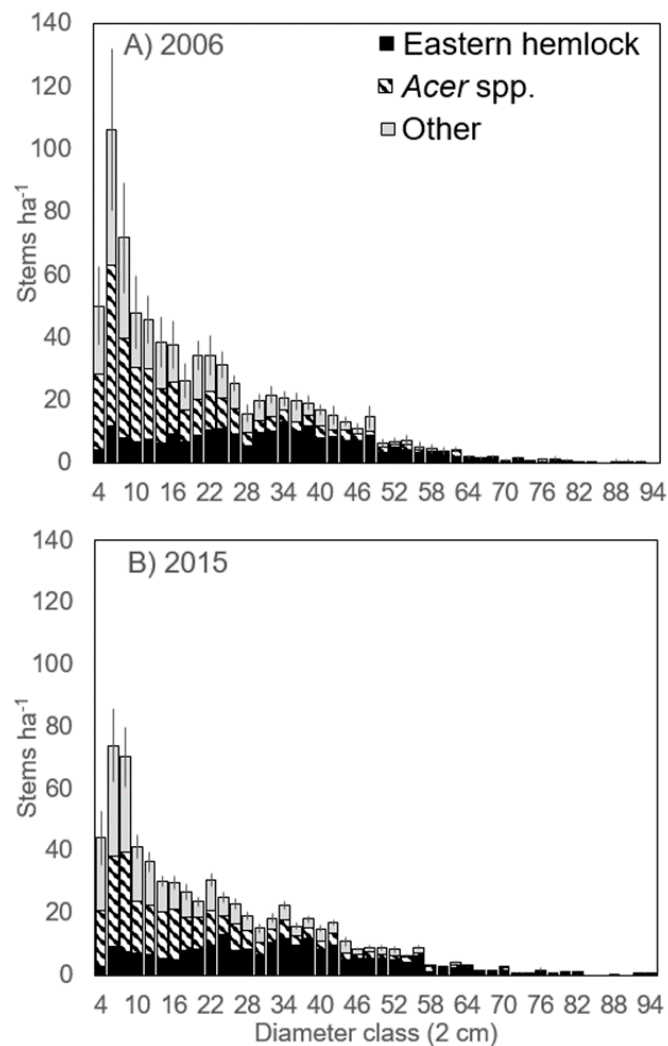 140
120
100
80
60
40
20
0
Stems ha⁻¹
A) 2006
Eastern hemlock
Acer spp.
Other
4 10 16 22 28 34 40 46 52 58 64 70 76 82 88 94
140
120
100
80
60
40
20
0
Stems ha⁻¹
B) 2015
4 10 16 22 28 34 40 46 52 58 64 70 76 82 88 94
Diameter class (2 cm)